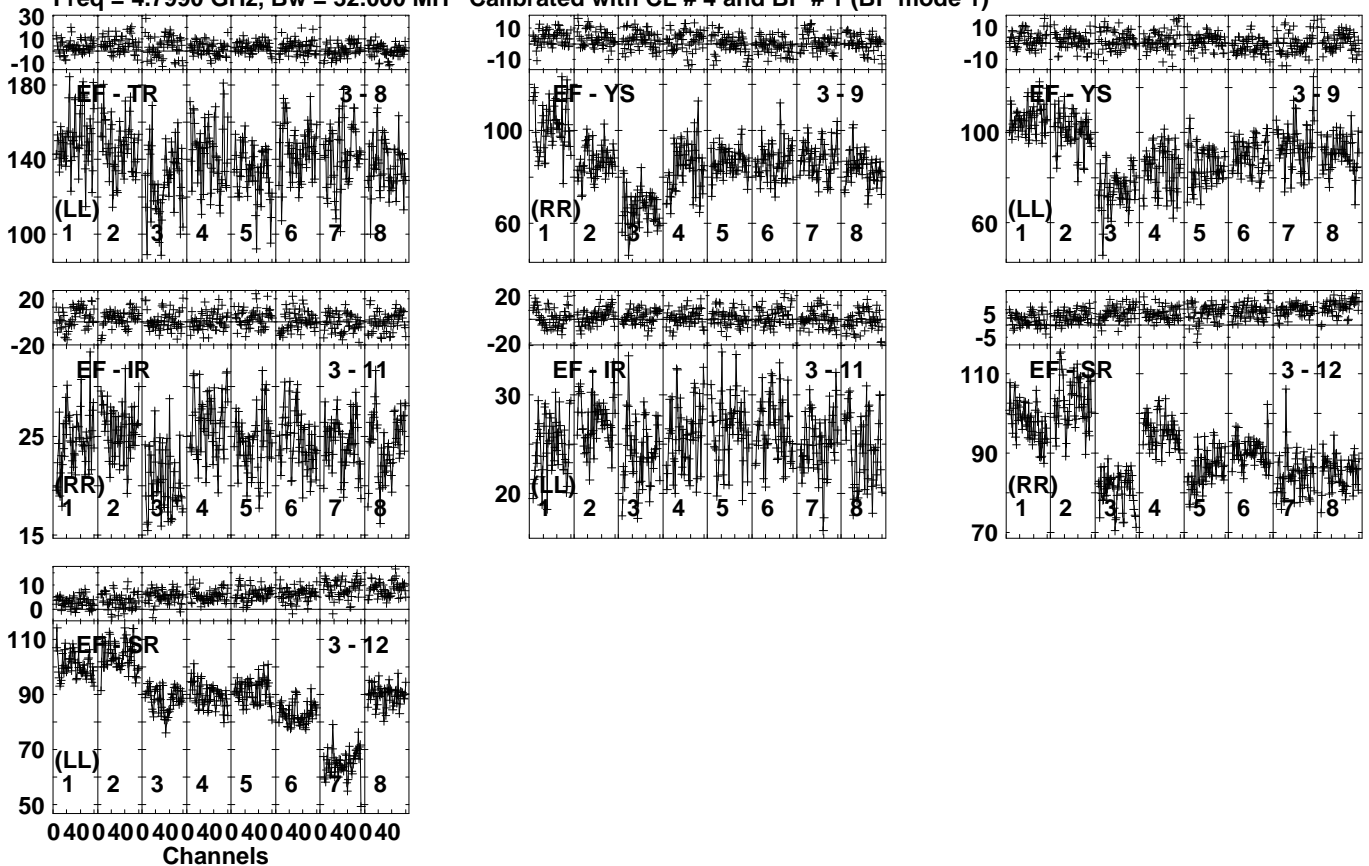 Freq = 4.7990 GHz, Bw = 32.000 MH Calibrated with CL # 4 and BP # 1 (BP mode 1)
30
10
-10
180
140
100
EF - TR 3 - 8
(LL)
1 2 3 4 5 6 7 8
10
-10
100
60
EF - YS 3 - 9
(RR)
1 2 3 4 5 6 7 8
10
-10
100
60
EF - YS 3 - 9
(LL)
1 2 3 4 5 6 7 8
20
-20
25
15
EF - IR 3 - 11
(RR)
1 2 3 4 5 6 7 8
20
-20
30
20
EF - IR 3 - 11
(LL)
1 2 3 4 5 6 7 8
5
-5
110
90
70
EF - SR 3 - 12
(RR)
1 2 3 4 5 6 7 8
10
0
110
90
70
50
EF - SR 3 - 12
(LL)
1 2 3 4 5 6 7 8
0 40 0 40 0 40 0 40 0 40 0 40 0 40 0 40
Channels